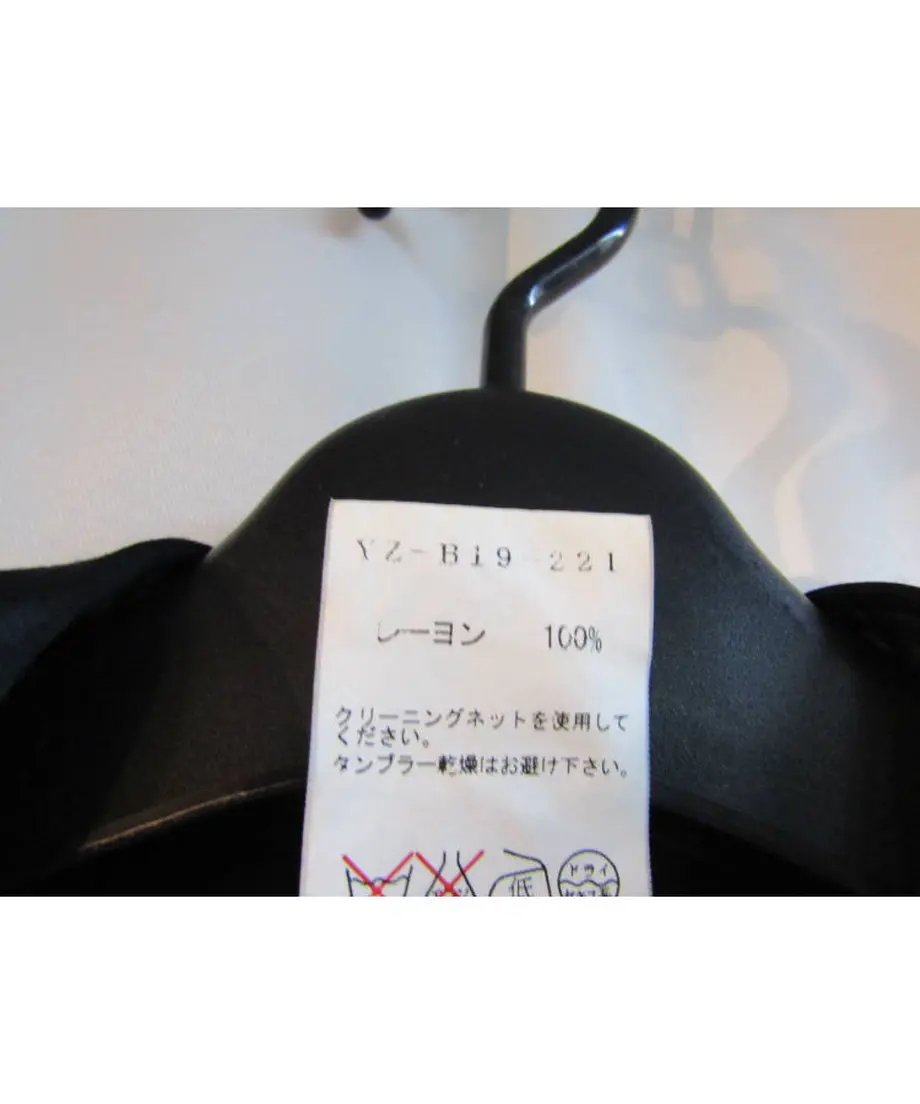 YZ-B19-221
レーヨン 100%
クリーニングネットを使用して
ください。
タンブラー乾燥はお避け下さい。
低
ドライ